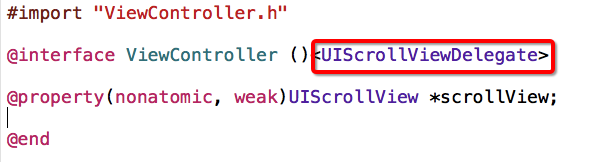 #import "ViewController.h"
@interface ViewController ()<UIScrollViewDelegate>
@property(nonatomic, weak)UIScrollView *scrollView;
@end